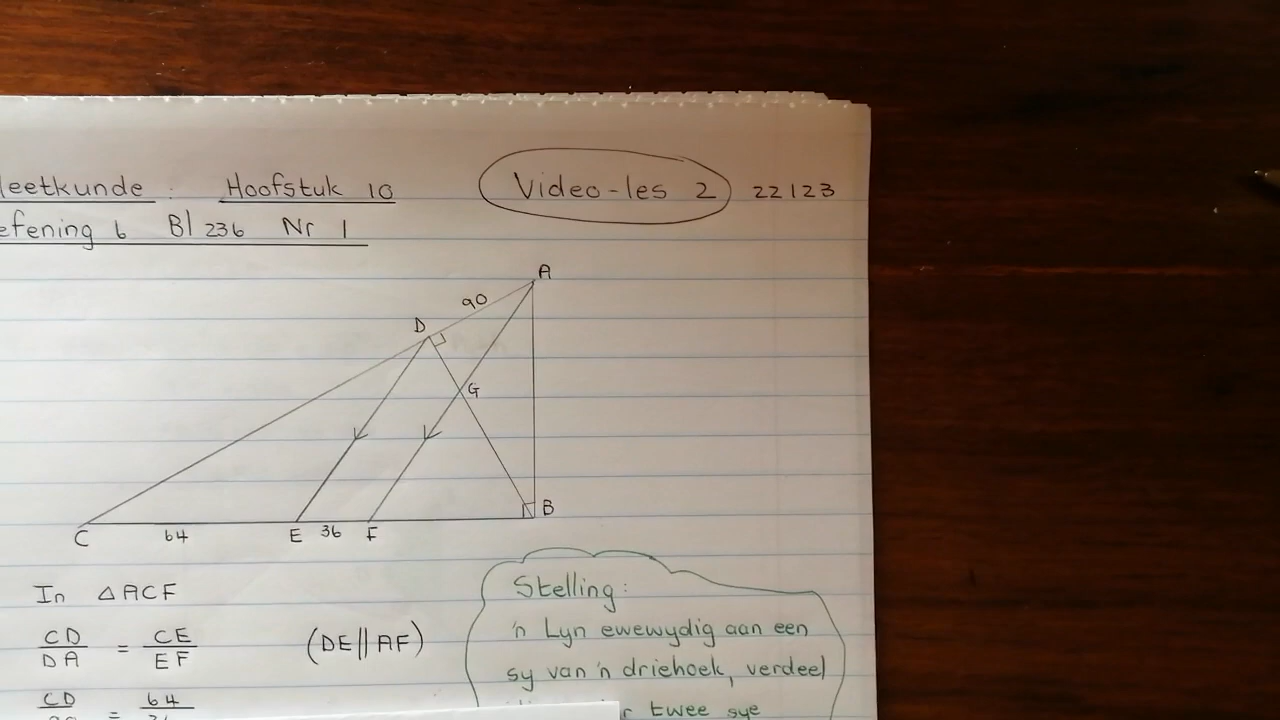 leetkunde : Hoofstuk 10 Video-les 2 22123
efening 6 Bl 236 Nr 1
A
90
D
G
B
C 64 E 36 F
In △ACF
CD/DA = CE/EF (DE∥AF)
CD = 64
Stelling:
'n Lyn ewewydig aan een
sy van 'n driehoek, verdeel
r twee sye